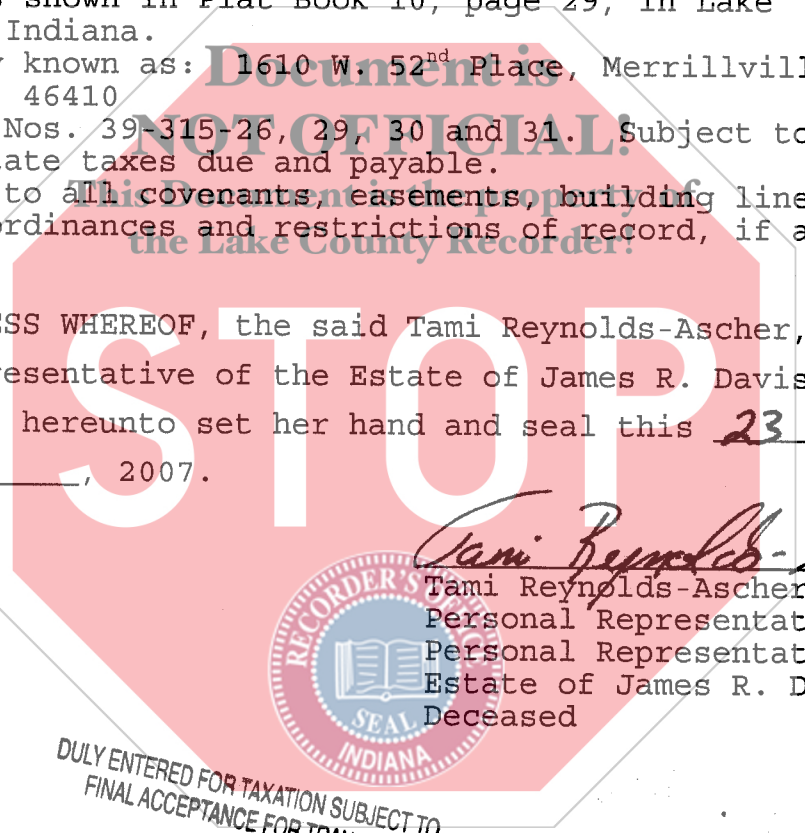 shown in Plat Book 10, page 29, in Lake
Indiana.
known as: 1610 W. 52nd Place, Merrillvill
46410
Nos. 39-315-26, 29, 30 and 31. Subject to
ate taxes due and payable.
to all covenants, easements, building line
rdinances and restrictions of record, if a
Document is
NOT OFFICIAL!
This Document is the property of
the Lake County Recorder!
STOP
SS WHEREOF, the said Tami Reynolds-Ascher,
resentative of the Estate of James R. Davis
hereunto set her hand and seal this 23
, 2007.
Tami Reynolds-
Tami Reynolds-Ascher
Personal Representat
Personal Representat
Estate of James R. D
Deceased
RECORDER'S OFFICE
SEAL
INDIANA
DULY ENTERED FOR TAXATION SUBJECT TO
FINAL ACCEPTANCE FOR TRAN